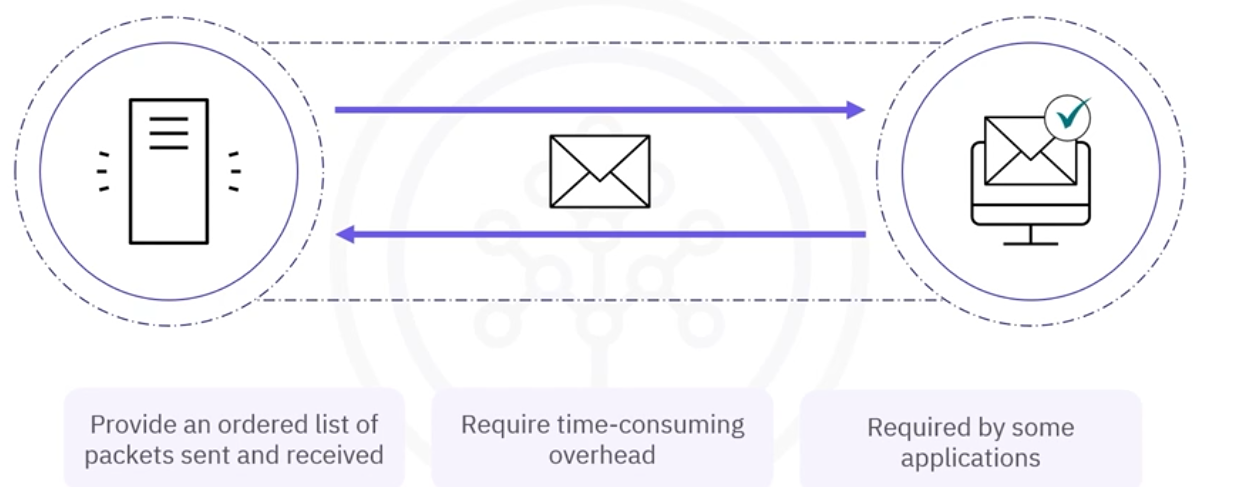 Provide an ordered list of
packets sent and received
Require time-consuming
overhead
Required by some
applications